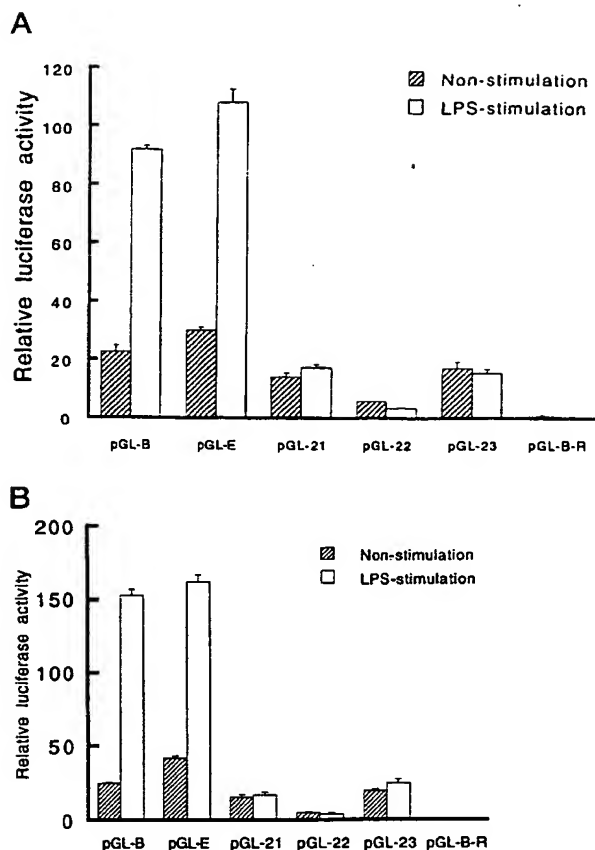 A
Relative luciferase activity
120
100
80
60
40
20
0
Non-stimulation
LPS-stimulation
pGL-B pGL-E pGL-21 pGL-22 pGL-23 pGL-B-R
B
Relative luciferase activity
200
150
100
50
0
Non-stimulation
LPS-stimulation
pGL-B pGL-E pGL-21 pGL-22 pGL-23 pGL-B-R